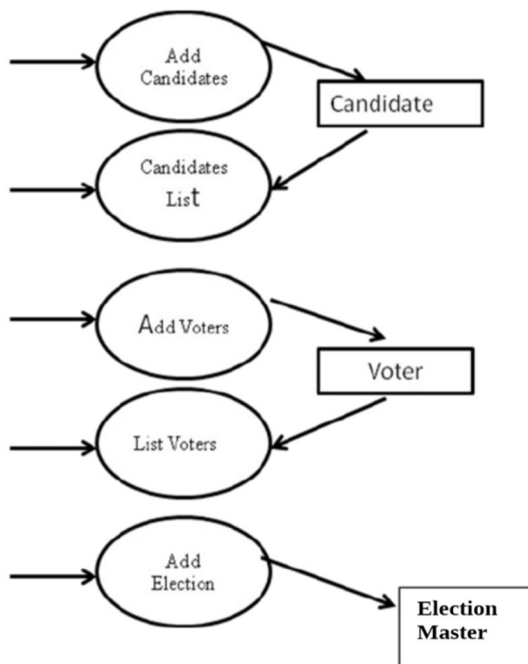 Add
Candidates
Candidate
Candidates
List
Add Voters
Voter
List Voters
Add
Election
Election
Master